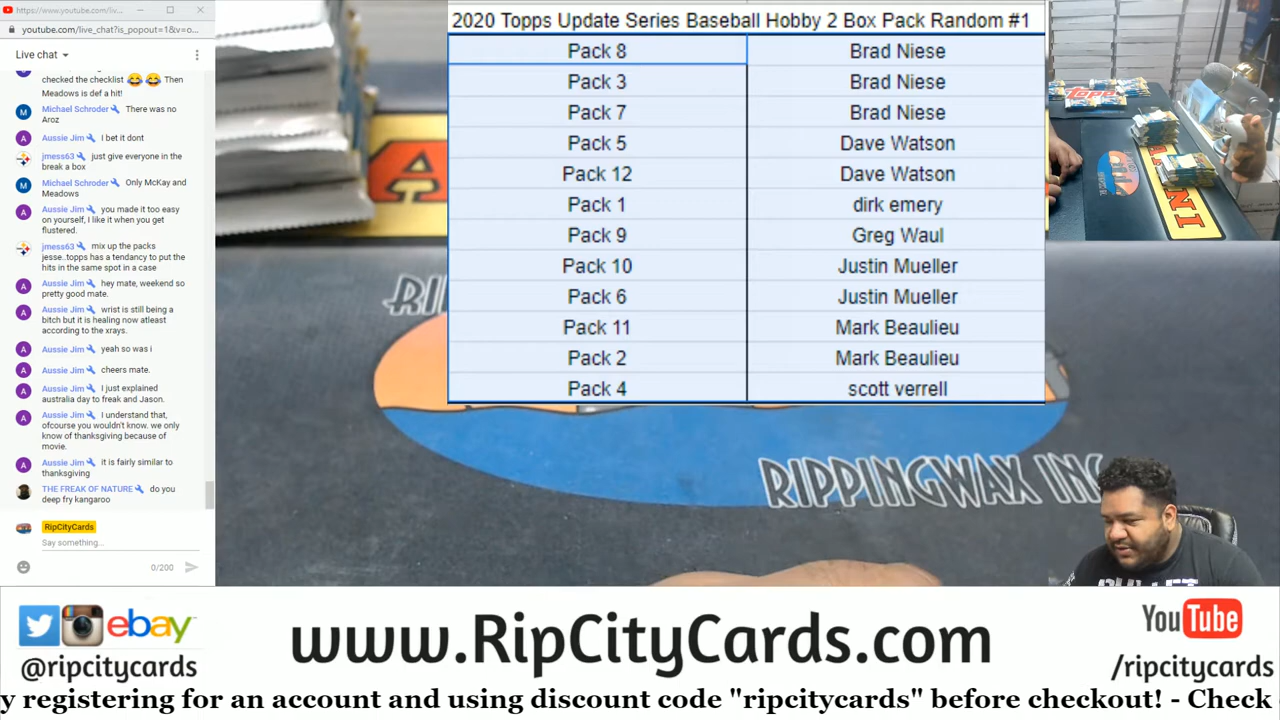 https://www.youtube.com/liv...
youtube.com/live_chat?is_popout=1&v=o...
Live chat
checked the checklist 😂😂 Then
Meadows is def a hit!
Michael Schroder There was no
Aroz
Aussie Jim I bet it dont
jmess63 just give everyone in the
break a box
Michael Schroder Only McKay and
Meadows
Aussie Jim you made it too easy
on yourself, I like it when you get
flustered.
jmess63 mix up the packs
jesse..topps has a tendancy to put the
hits in the same spot in a case
Aussie Jim hey mate, weekend so
pretty good mate.
Aussie Jim wrist is still being a
bitch but it is healing now atleast
according to the xrays.
Aussie Jim yeah so was i
Aussie Jim cheers mate.
Aussie Jim I just explained
australia day to freak and Jason.
Aussie Jim I understand that,
ofcourse you wouldn't know. we only
know of thanksgiving because of
movie.
Aussie Jim it is fairly similar to
thanksgiving
THE FREAK OF NATURE do you
deep fry kangaroo
RipCityCards
Say something...
0/200
2020 Topps Update Series Baseball Hobby 2 Box Pack Random #1
Pack 8 Brad Niese
Pack 3 Brad Niese
Pack 7 Brad Niese
Pack 5 Dave Watson
Pack 12 Dave Watson
Pack 1 dirk emery
Pack 9 Greg Waul
Pack 10 Justin Mueller
Pack 6 Justin Mueller
Pack 11 Mark Beaulieu
Pack 2 Mark Beaulieu
Pack 4 scott verrell
RIPPINGWAX INC
ebay
@ripcitycards
www.RipCityCards.com
YouTube
/ripcitycards
y registering for an account and using discount code "ripcitycards" before checkout! - Check